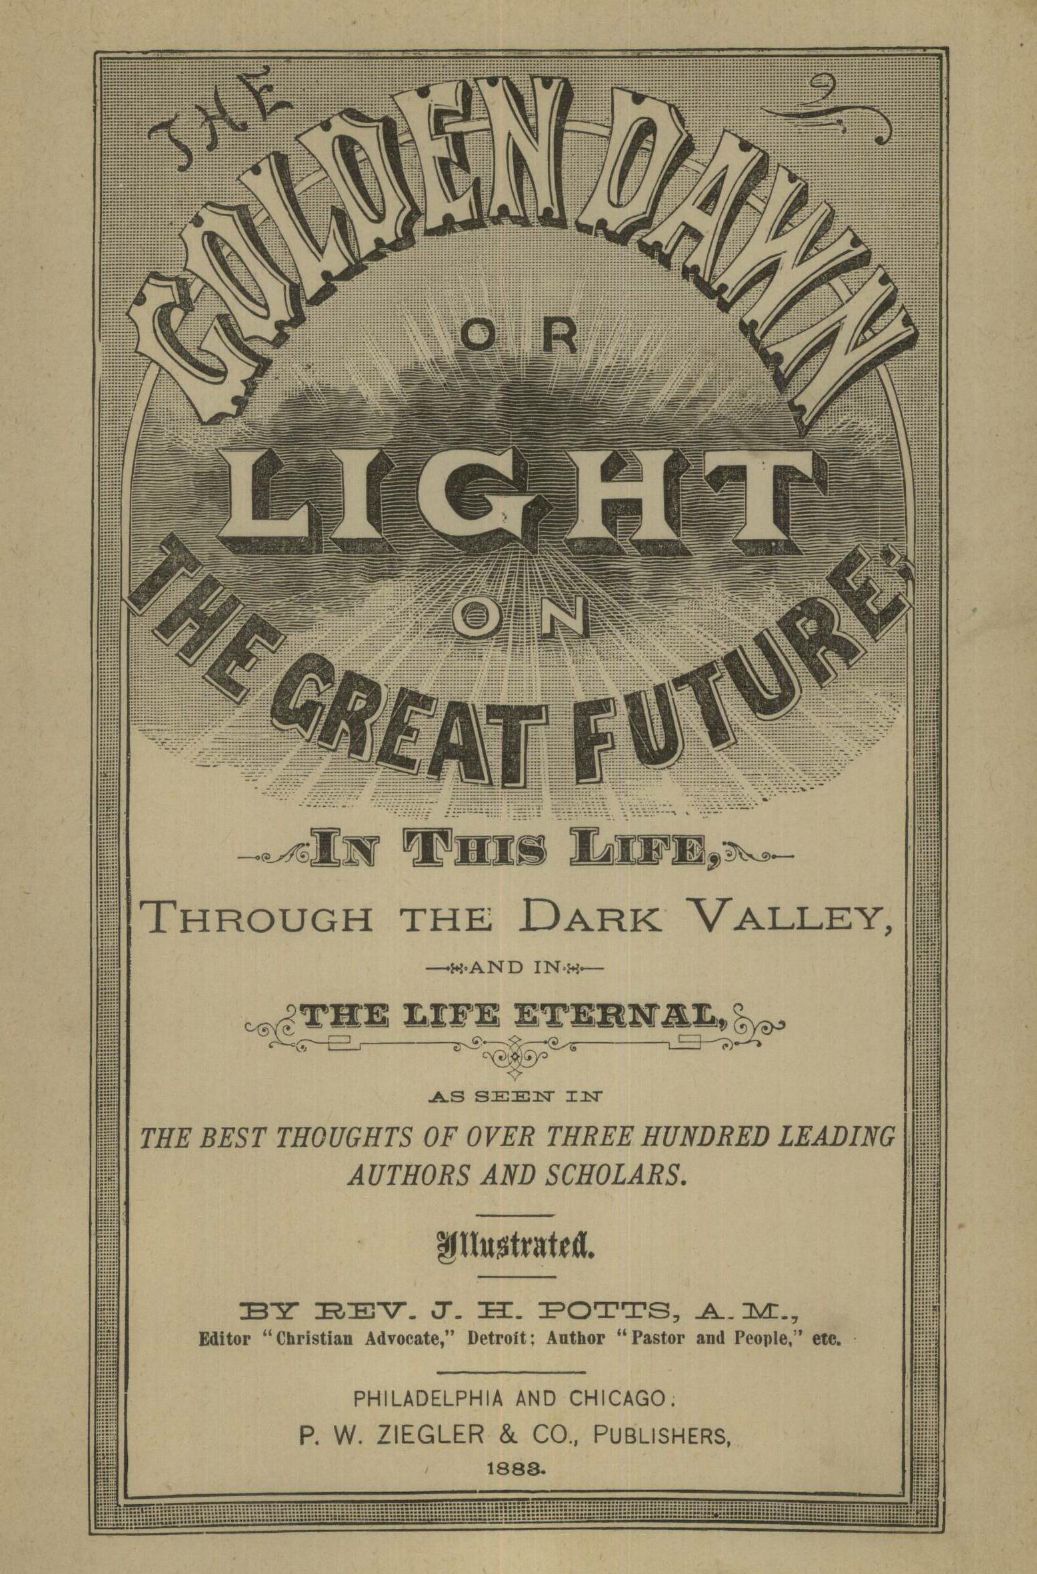 THE
GOLDEN DAWN
OR
LIGHT
ON
THE GREAT FUTURE:
IN THIS LIFE,
THROUGH THE DARK VALLEY,
AND IN
THE LIFE ETERNAL,
AS SEEN IN
THE BEST THOUGHTS OF OVER THREE HUNDRED LEADING
AUTHORS AND SCHOLARS.
Illustrated.
BY REV. J. H. POTTS, A.M.,
Editor "Christian Advocate," Detroit; Author "Pastor and People," etc.
PHILADELPHIA AND CHICAGO:
P. W. ZIEGLER & CO., PUBLISHERS,
1883.